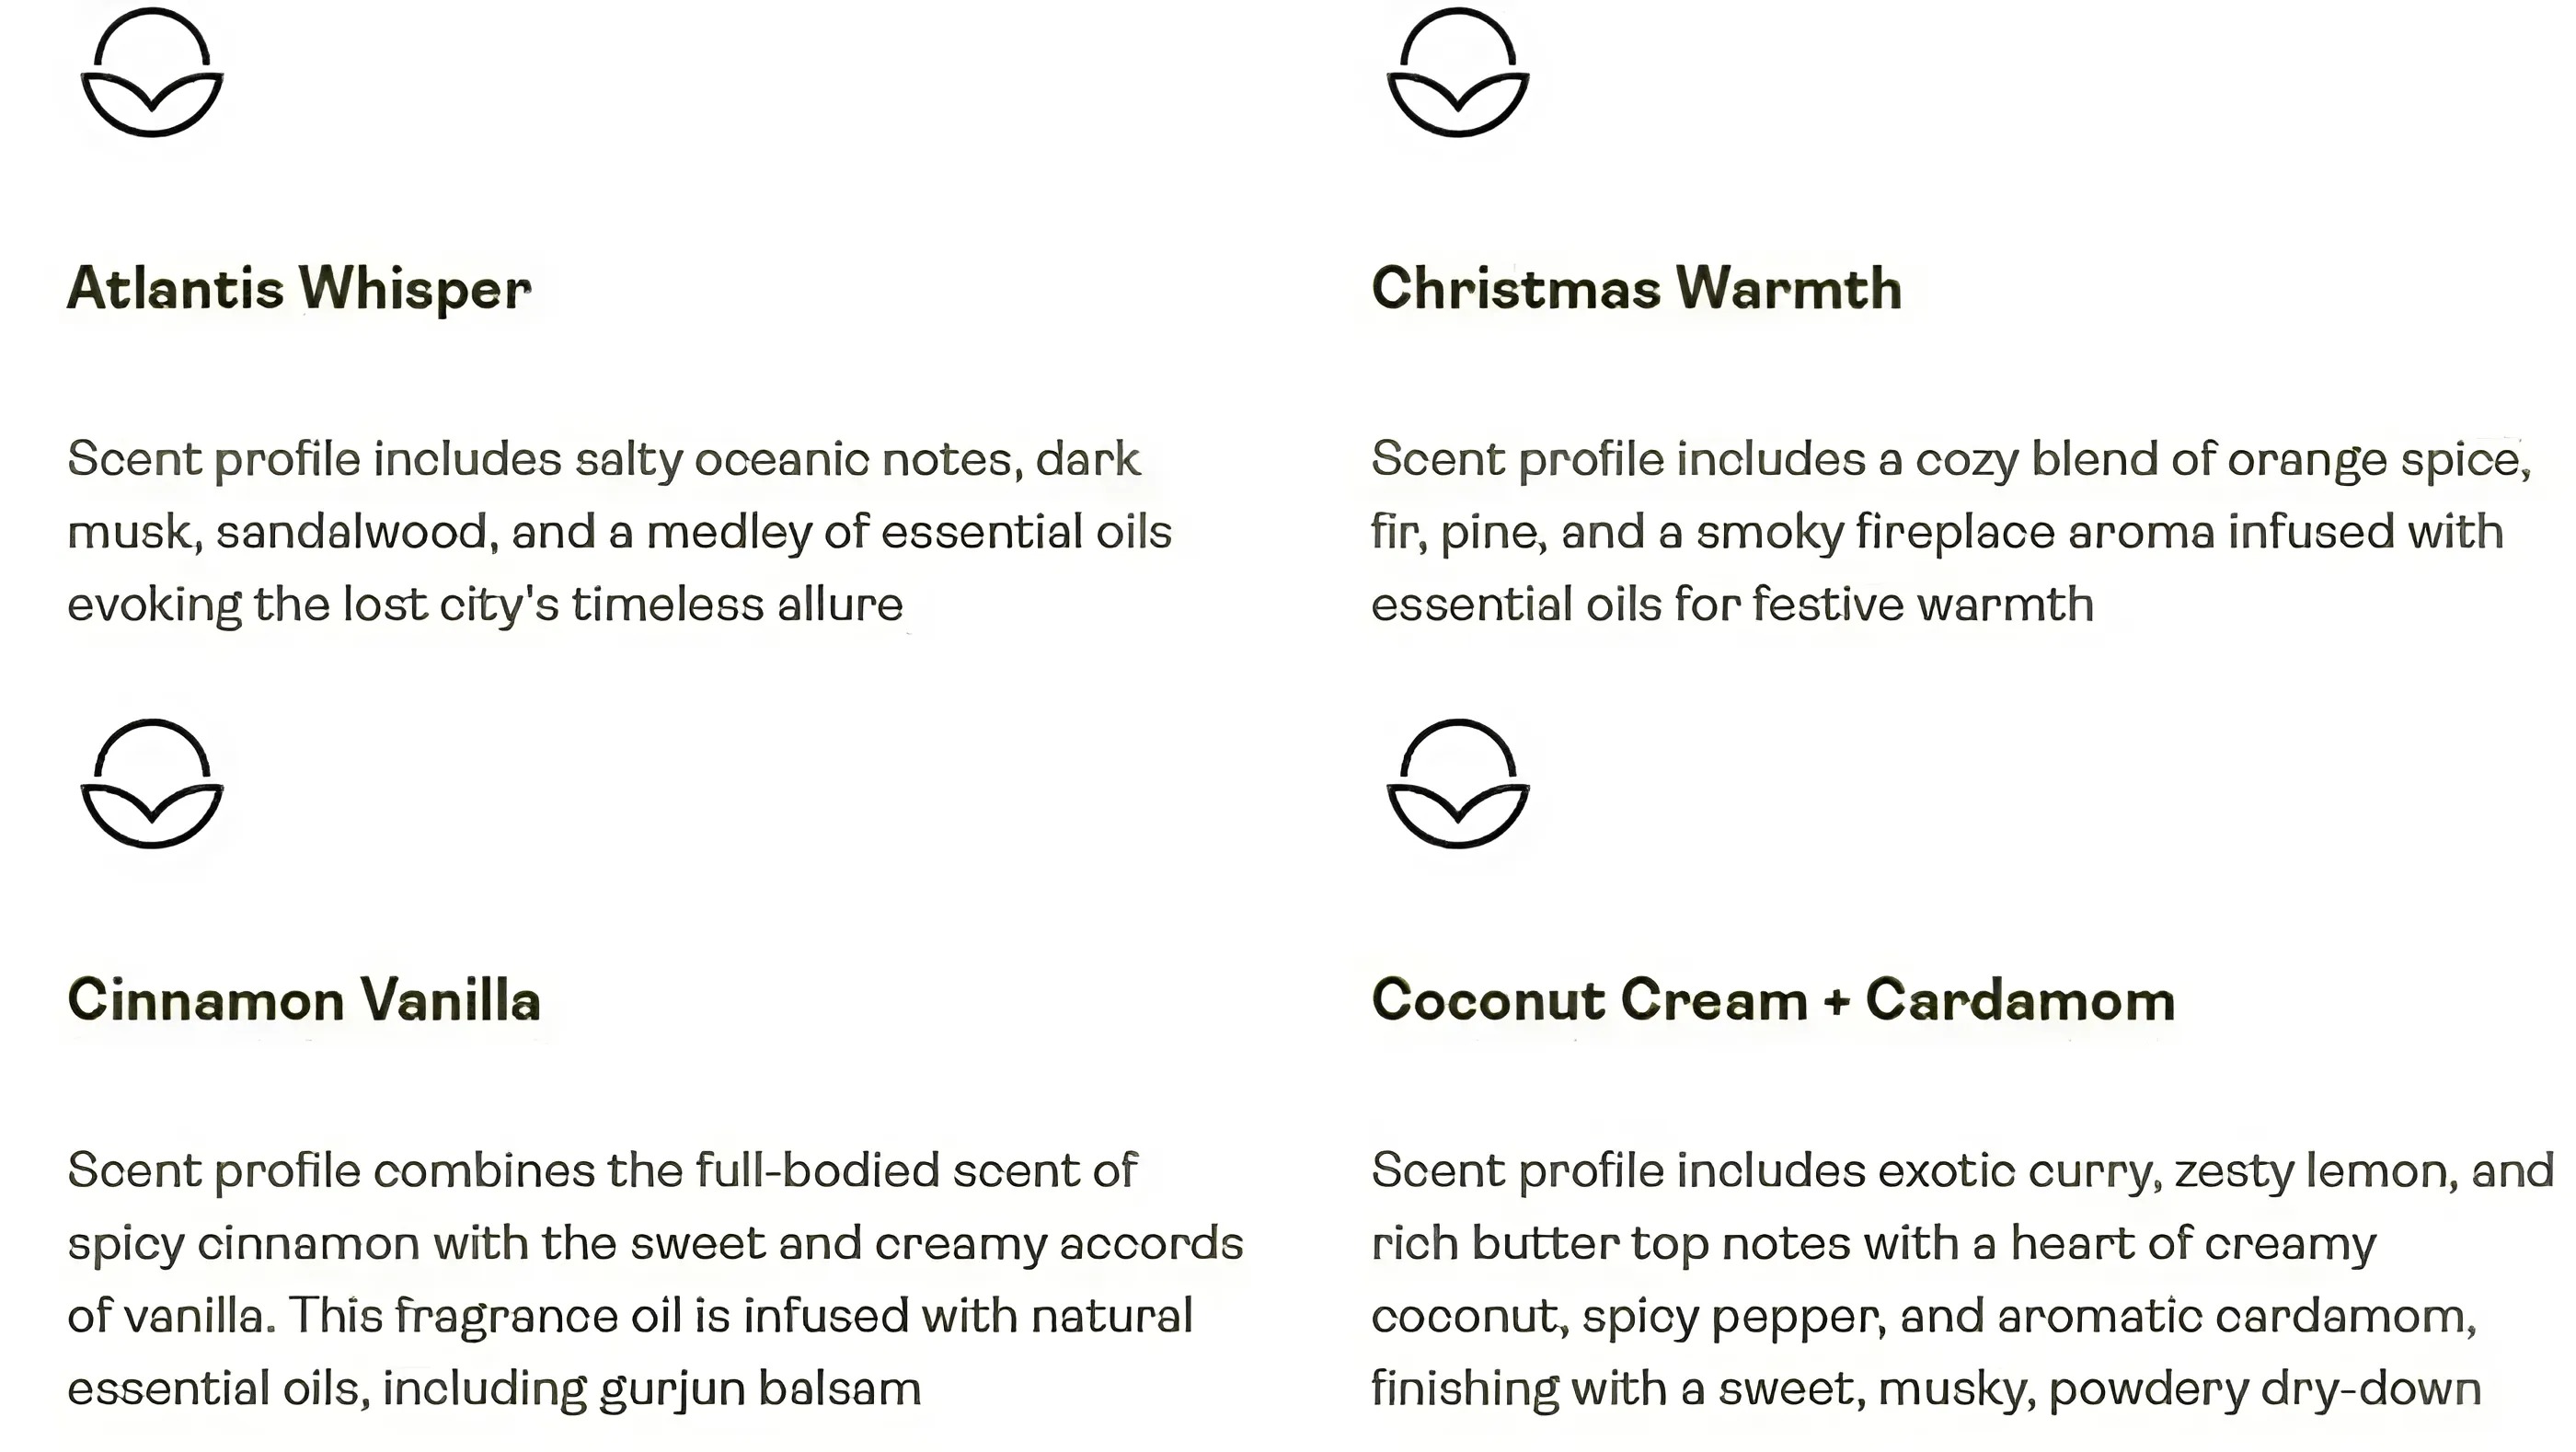 Atlantis Whisper
Scent profile includes salty oceanic notes, dark
musk, sandalwood, and a medley of essential oils
evoking the lost city's timeless allure
Christmas Warmth
Scent profile includes a cozy blend of orange spice,
fir, pine, and a smoky fireplace aroma infused with
essential oils for festive warmth
Cinnamon Vanilla
Scent profile combines the full-bodied scent of
spicy cinnamon with the sweet and creamy accords
of vanilla. This fragrance oil is infused with natural
essential oils, including gurjun balsam
Coconut Cream + Cardamom
Scent profile includes exotic curry, zesty lemon, and
rich butter top notes with a heart of creamy
coconut, spicy pepper, and aromatic cardamom,
finishing with a sweet, musky, powdery dry-down